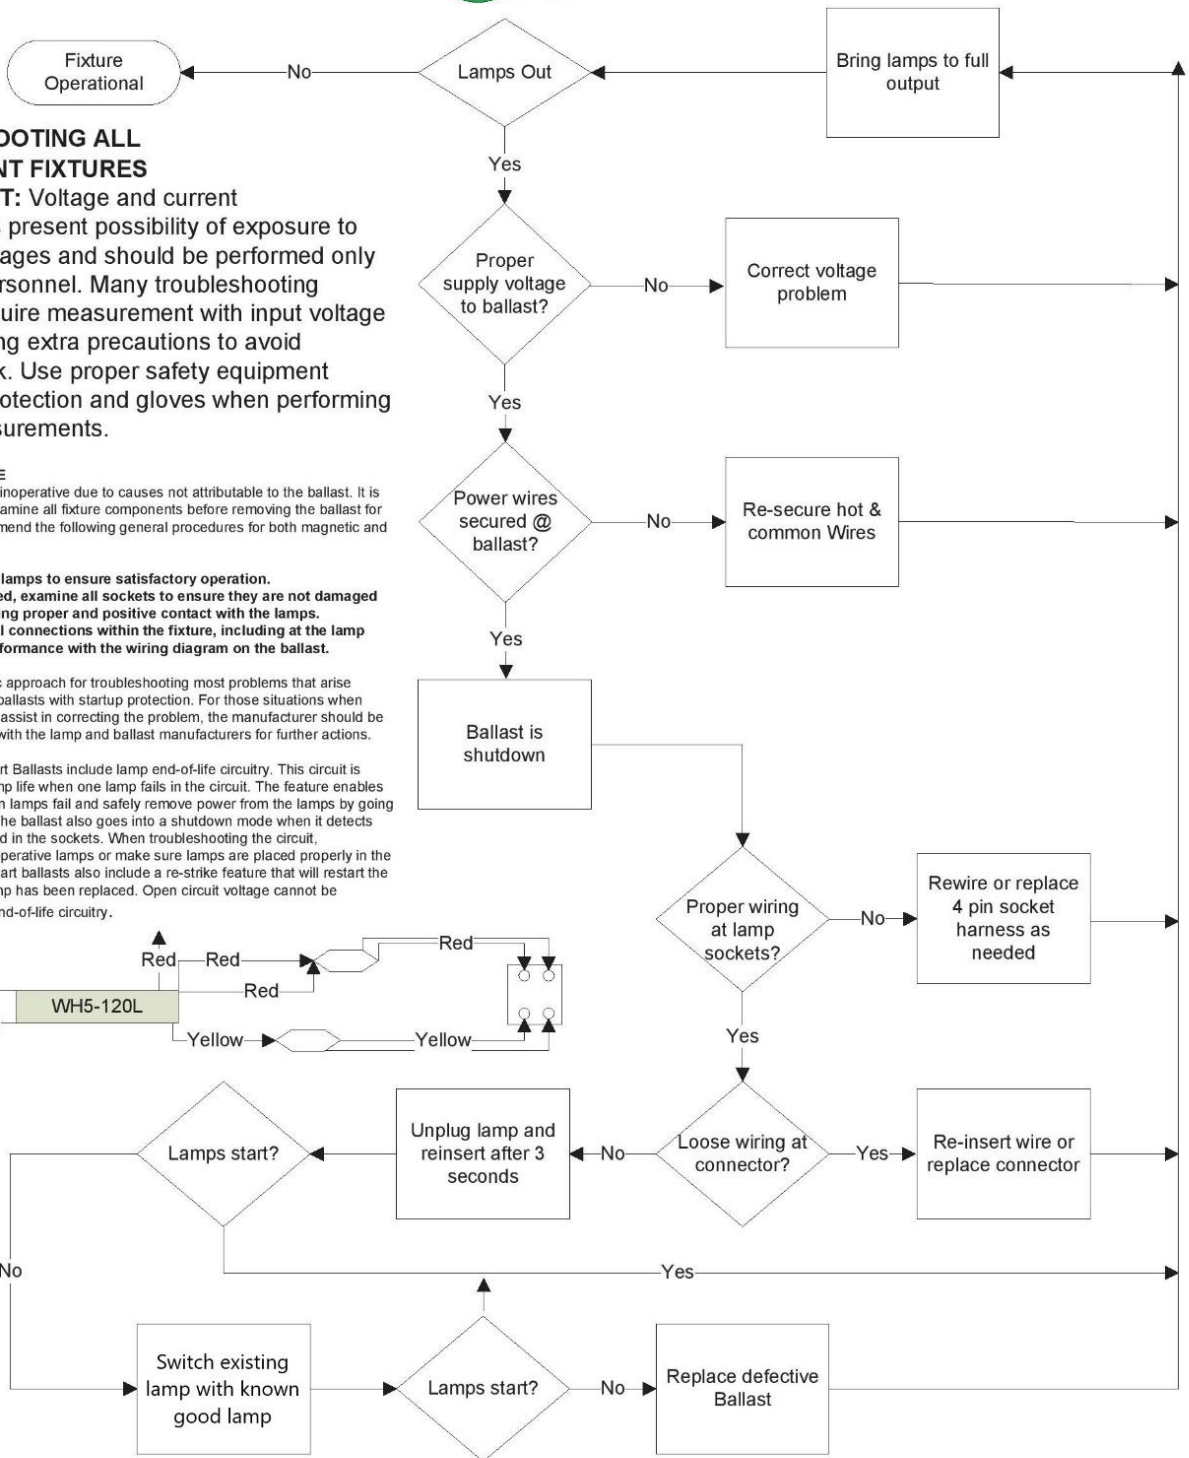 Fixture
Operational
No
Lamps Out
Bring lamps to full
output
Yes
OOTING ALL
NT FIXTURES
T: Voltage and current
s present possibility of exposure to
ages and should be performed only
rsonnel. Many troubleshooting
uire measurement with input voltage
ng extra precautions to avoid
k. Use proper safety equipment
otection and gloves when performing
surements.
Proper
supply voltage
to ballast?
No
Correct voltage
problem
Yes
E
inoperative due to causes not attributable to the ballast. It is
amine all fixture components before removing the ballast for
mend the following general procedures for both magnetic and
lamps to ensure satisfactory operation.
ed, examine all sockets to ensure they are not damaged
ing proper and positive contact with the lamps.
l connections within the fixture, including at the lamp
formance with the wiring diagram on the ballast.
c approach for troubleshooting most problems that arise
ballasts with startup protection. For those situations when
assist in correcting the problem, the manufacturer should be
with the lamp and ballast manufacturers for further actions.
rt Ballasts include lamp end-of-life circuitry. This circuit is
mp life when one lamp fails in the circuit. The feature enables
n lamps fail and safely remove power from the lamps by going
he ballast also goes into a shutdown mode when it detects
d in the sockets. When troubleshooting the circuit,
perative lamps or make sure lamps are placed properly in the
art ballasts also include a re-strike feature that will restart the
mp has been replaced. Open circuit voltage cannot be
nd-of-life circuitry.
Power wires
secured @
ballast?
No
Re-secure hot &
common Wires
Yes
Ballast is
shutdown
Proper wiring
at lamp
sockets?
No
Rewire or replace
4 pin socket
harness as
needed
Yes
Red
Red
Red
Red
WH5-120L
Yellow
Yellow
Lamps start?
Unplug lamp and
reinsert after 3
seconds
No
Loose wiring at
connector?
Yes
Re-insert wire or
replace connector
No
Yes
Switch existing
lamp with known
good lamp
Lamps start?
No
Replace defective
Ballast